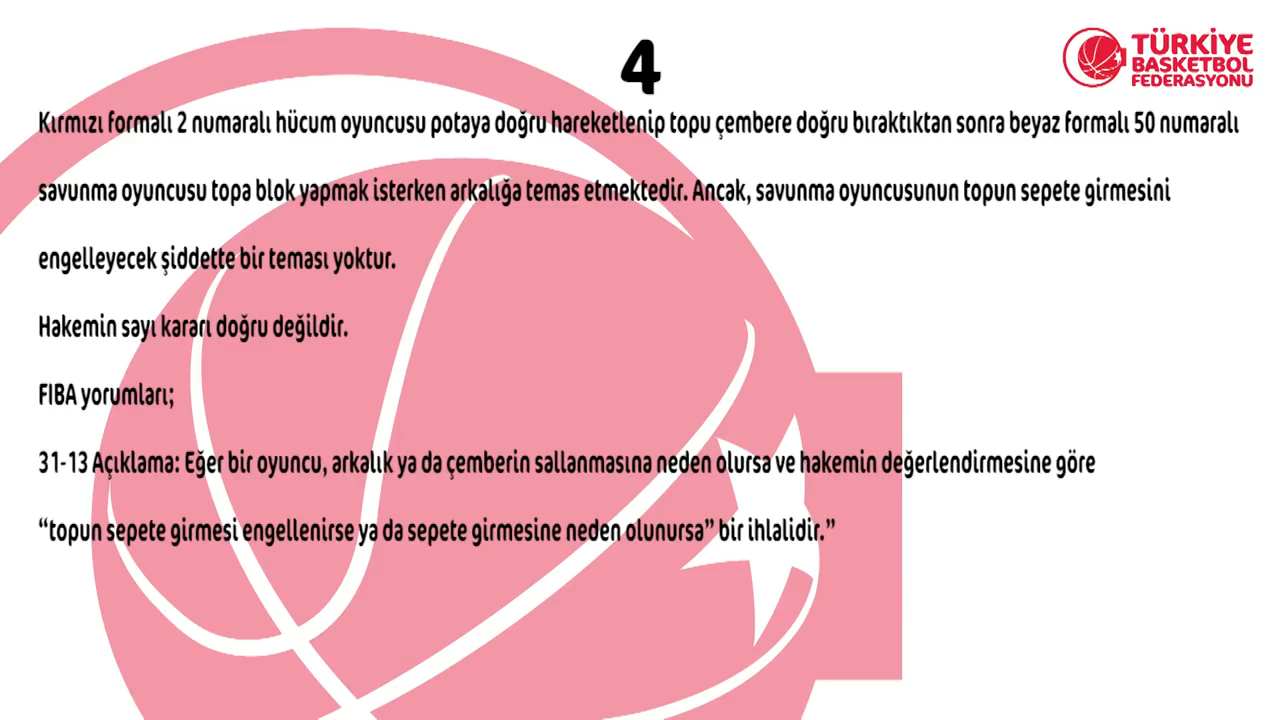 4
TÜRKİYE
BASKETBOL
FEDERASYONU
Kırmızı formalı 2 numaralı hücum oyuncusu potaya doğru hareketlenip topu çembere doğru bıraktıktan sonra beyaz formalı 50 numaralı
savunma oyuncusu topa blok yapmak isterken arkalığa temas etmektedir. Ancak, savunma oyuncusunun topun sepete girmesini
engelleyecek şiddette bir teması yoktur.
Hakemin sayı kararı doğru değildir.
FIBA yorumları;
31-13 Açıklama: Eğer bir oyuncu, arkalık ya da çemberin sallanmasına neden olursa ve hakemin değerlendirmesine göre
“topun sepete girmesi engellenirse ya da sepete girmesine neden olunursa” bir ihlalidir.”